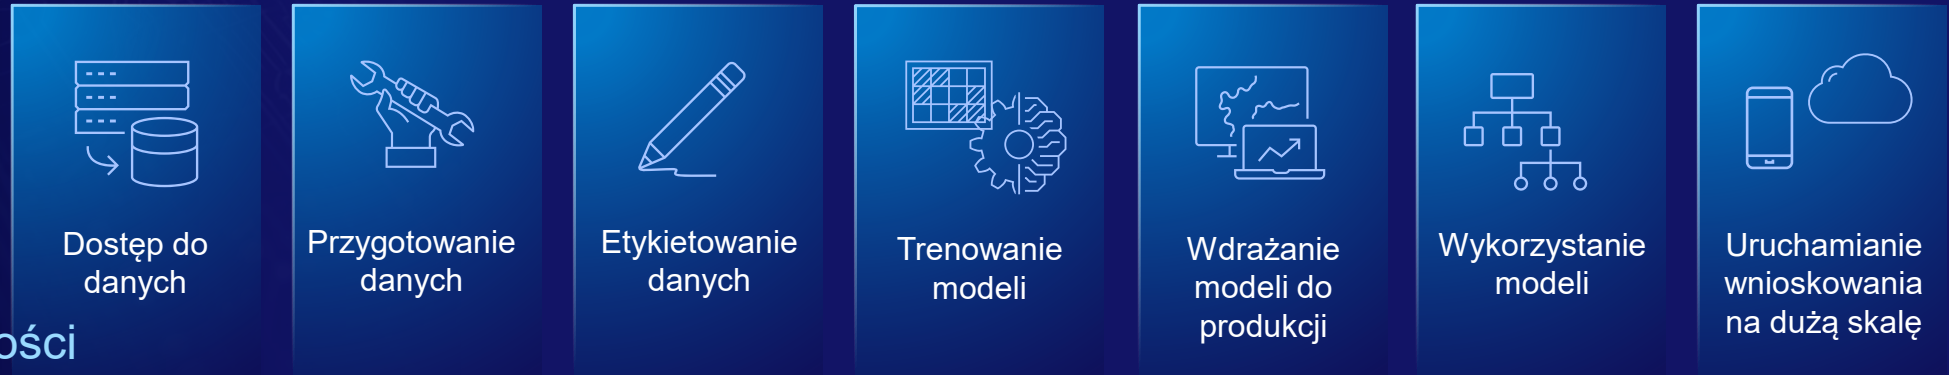 Dostęp do
danych
Przygotowanie
danych
Etykietowanie
danych
Trenowanie
modeli
Wdrażanie
modeli do
produkcji
Wykorzystanie
modeli
Uruchamianie
wnioskowania
na dużą skalę
ości